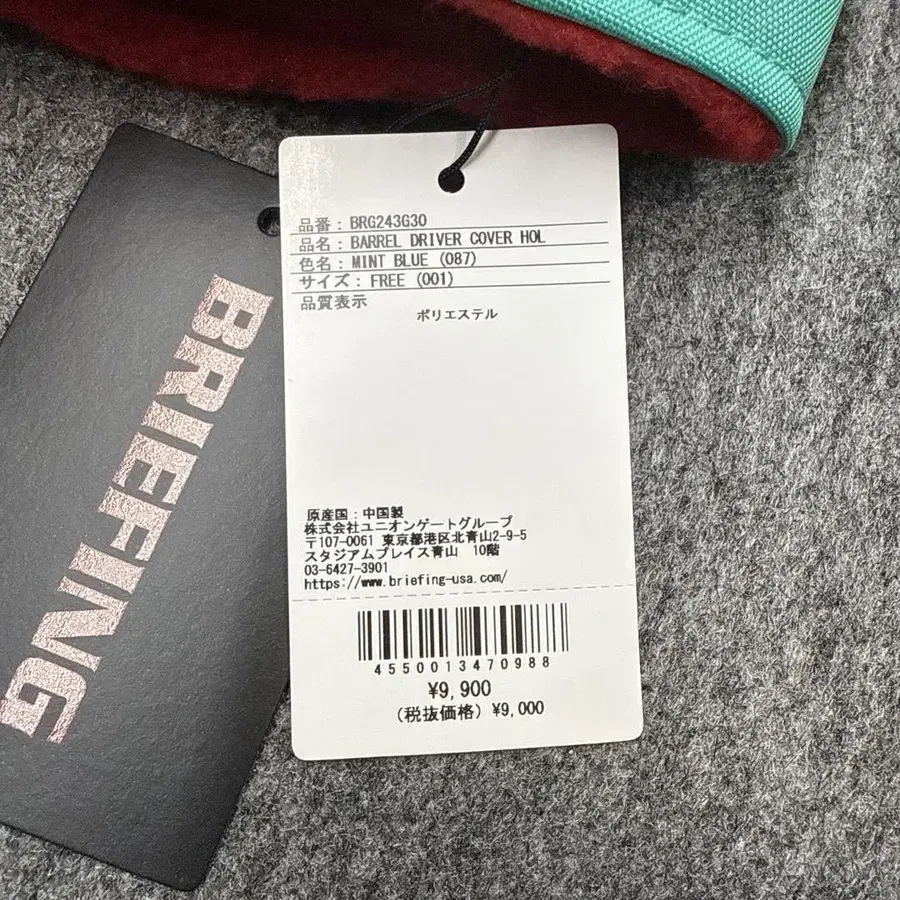 BRIEFING
品番：BRG243G30
品名：BARREL DRIVER COVER HOL
色名：MINT BLUE (087)
サイズ：FREE (001)
品質表示
ポリエステル
原産国：中国製
株式会社ユニオンゲートグループ
〒107-0061 東京都港区北青山2-9-5
スタジアムプレイス青山 10階
03-6427-3901
https://www.briefing-usa.com/
4550013470988
¥9,900
(税抜価格) ¥9,000